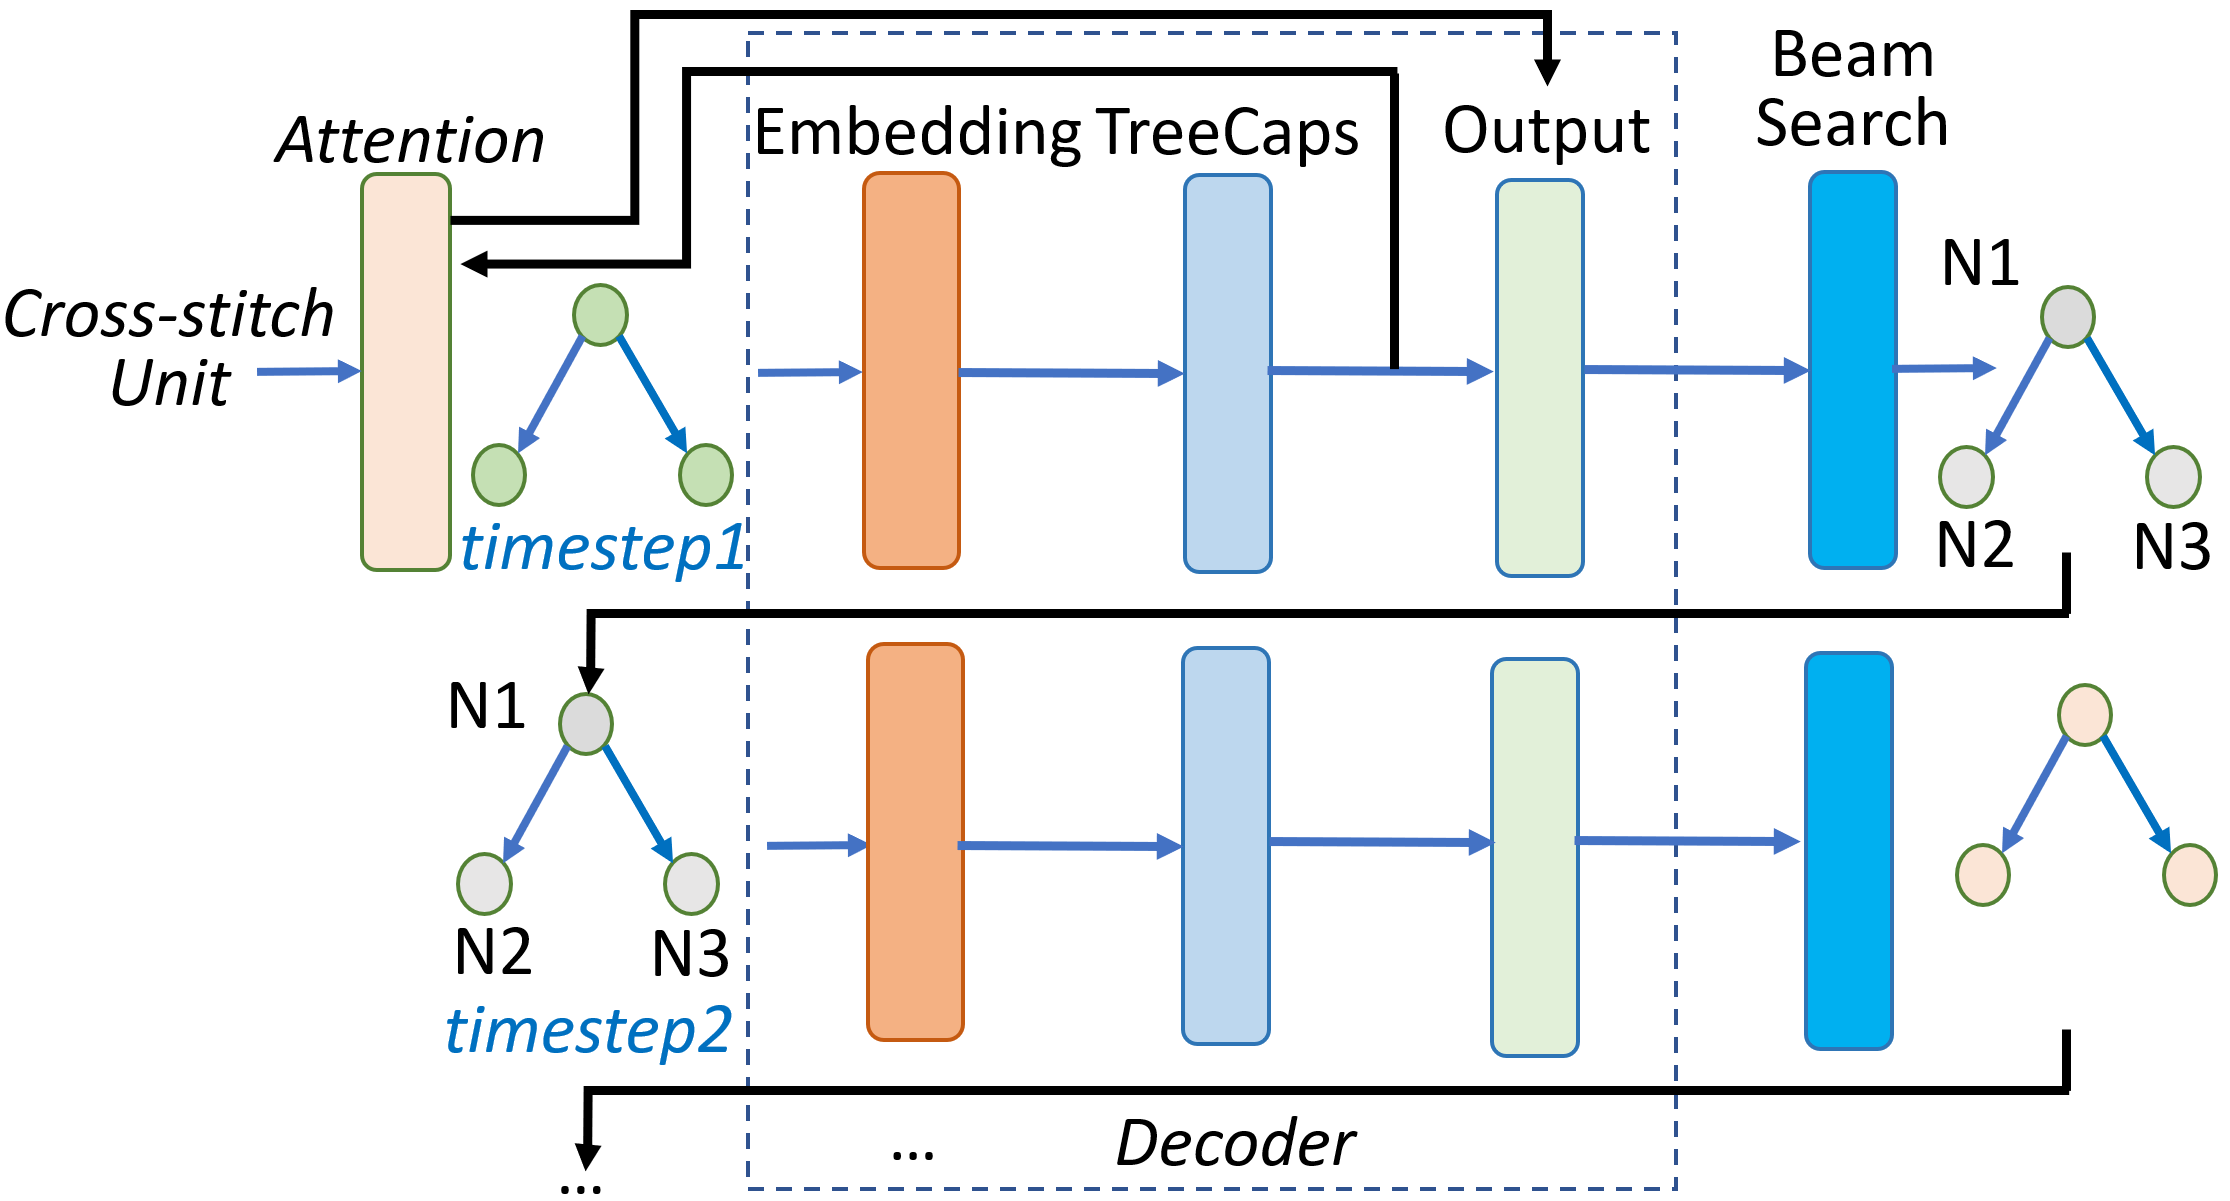 Beam
Search
Attention
Embedding TreeCaps
Output
Cross-stitch
Unit
N1
N2
N3
timestep1
N1
N2
N3
timestep2
...
Decoder
...